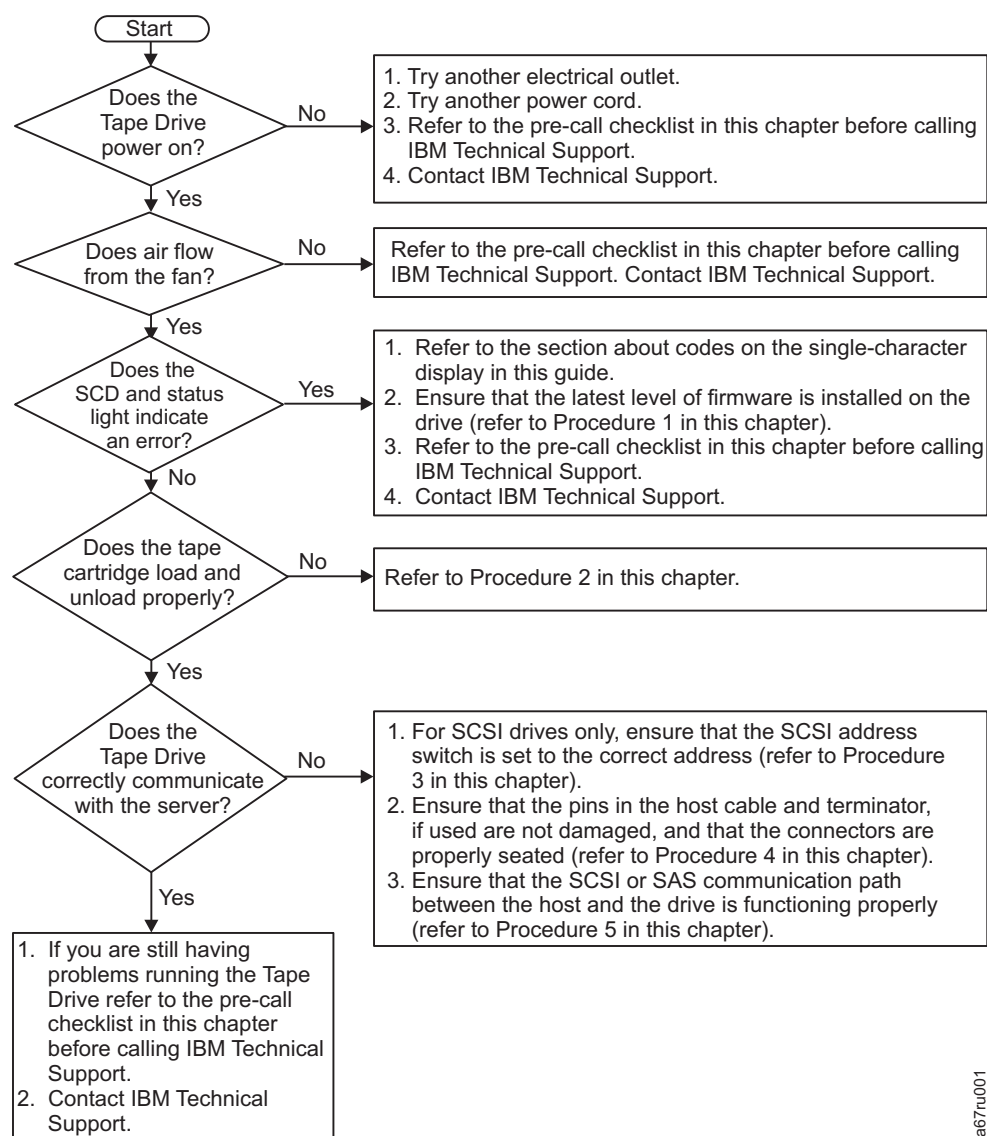 Start
Does the
Tape Drive
power on?
No
1. Try another electrical outlet.
2. Try another power cord.
3. Refer to the pre-call checklist in this chapter before calling
IBM Technical Support.
4. Contact IBM Technical Support.
Yes
Does air flow
from the fan?
No
Refer to the pre-call checklist in this chapter before calling
IBM Technical Support. Contact IBM Technical Support.
Yes
Does the
SCD and status
light indicate
an error?
Yes
1. Refer to the section about codes on the single-character
display in this guide.
2. Ensure that the latest level of firmware is installed on the
drive (refer to Procedure 1 in this chapter).
3. Refer to the pre-call checklist in this chapter before calling
IBM Technical Support.
4. Contact IBM Technical Support.
No
Does the tape
cartridge load and
unload properly?
No
Refer to Procedure 2 in this chapter.
Yes
Does the
Tape Drive
correctly communicate
with the server?
No
1. For SCSI drives only, ensure that the SCSI address
switch is set to the correct address (refer to Procedure
3 in this chapter).
2. Ensure that the pins in the host cable and terminator,
if used are not damaged, and that the connectors are
properly seated (refer to Procedure 4 in this chapter).
3. Ensure that the SCSI or SAS communication path
between the host and the drive is functioning properly
(refer to Procedure 5 in this chapter).
Yes
1. If you are still having
problems running the Tape
Drive refer to the pre-call
checklist in this chapter
before calling IBM Technical
Support.
2. Contact IBM Technical
Support.
a67ru001